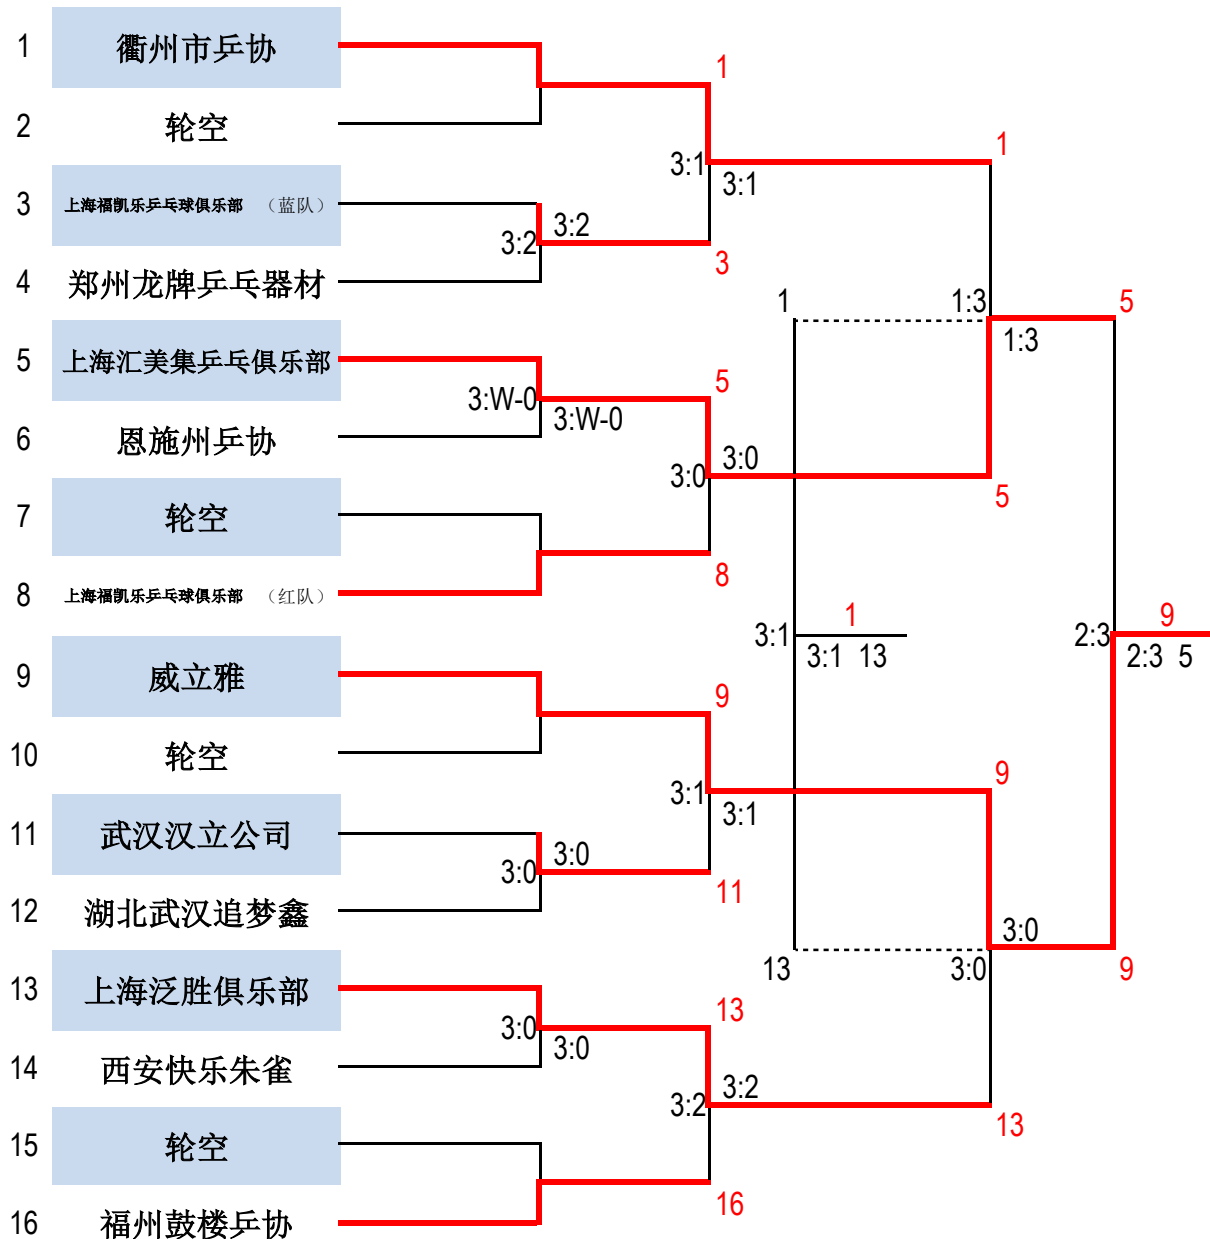 1 衢州市乒协
1
2 轮空
1
3:1
3:1
3 上海福凯乐乒乓球俱乐部 （蓝队）
3:2
3:2
3
4 郑州龙牌乒乓器材
1
1:3
5
1:3
5 上海汇美集乒乓俱乐部
5
3:W-0
3:W-0
6 恩施州乒协
3:0
3:0
5
7 轮空
8
8 上海福凯乐乒乓球俱乐部 （红队）
1
9
3:1
3:1 13
2:3
2:3 5
9 威立雅
9
10 轮空
9
3:1
3:1
11 武汉汉立公司
3:0
3:0
11
12 湖北武汉追梦鑫
3:0
13
3:0
9
13 上海泛胜俱乐部
13
3:0
3:0
14 西安快乐朱雀
3:2
3:2
13
15 轮空
16
16 福州鼓楼乒协